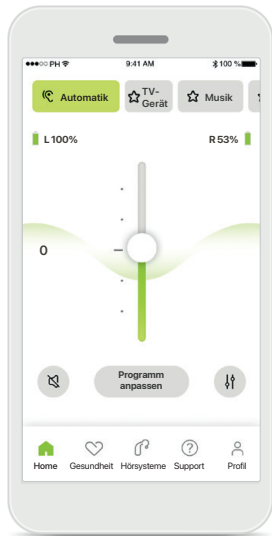 PH 9:41 AM 100 %
Automatik
TV-
Gerät
Musik
L 100% R 53%
0
Programm
anpassen
Home Gesundheit Hörsysteme Support Profil